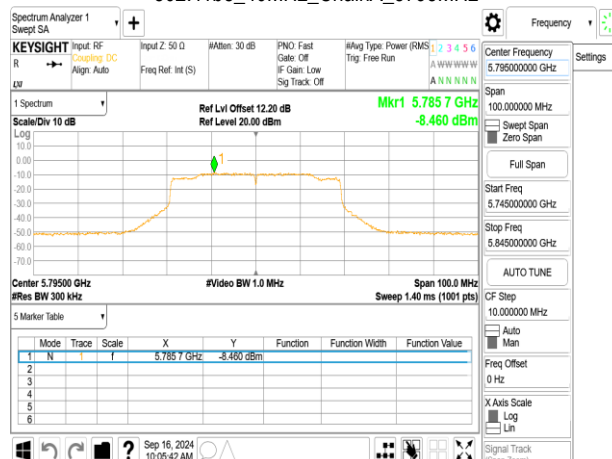 Spectrum Analyzer 1
Swept SA
+
Frequency
KEYSIGHT
Input: RF
Coupling: DC
Align: Auto
Input Z: 50 Ω
Freq Ref: Int (S)
#Atten: 30 dB
PNO: Fast
Gate: Off
IF Gain: Low
Sig Track: Off
#Avg Type: Power (RMS
Trig: Free Run
1 2 3 4 5 6
A W W W W W
A N N N N N
R
LXI
Settings
Center Frequency
5.795000000 GHz
Span
100.000000 MHz
Swept Span
Zero Span
Full Span
Start Freq
5.745000000 GHz
Stop Freq
5.845000000 GHz
AUTO TUNE
CF Step
10.000000 MHz
Auto
Man
Freq Offset
0 Hz
X Axis Scale
Log
Lin
Signal Track
1 Spectrum
Scale/Div 10 dB
Ref Lvl Offset 12.20 dB
Ref Level 20.00 dBm
Mkr1 5.785 7 GHz
-8.460 dBm
Log
10.0
0.00
-10.0
-20.0
-30.0
-40.0
-50.0
-60.0
-70.0
1
Center 5.79500 GHz
#Res BW 300 kHz
#Video BW 1.0 MHz
Span 100.0 MHz
Sweep 1.40 ms (1001 pts)
5 Marker Table
Mode Trace Scale X Y Function Function Width Function Value
1 N 1 f 5.785 7 GHz -8.460 dBm
2
3
4
5
6
?
Sep 16, 2024
10:05:42 AM